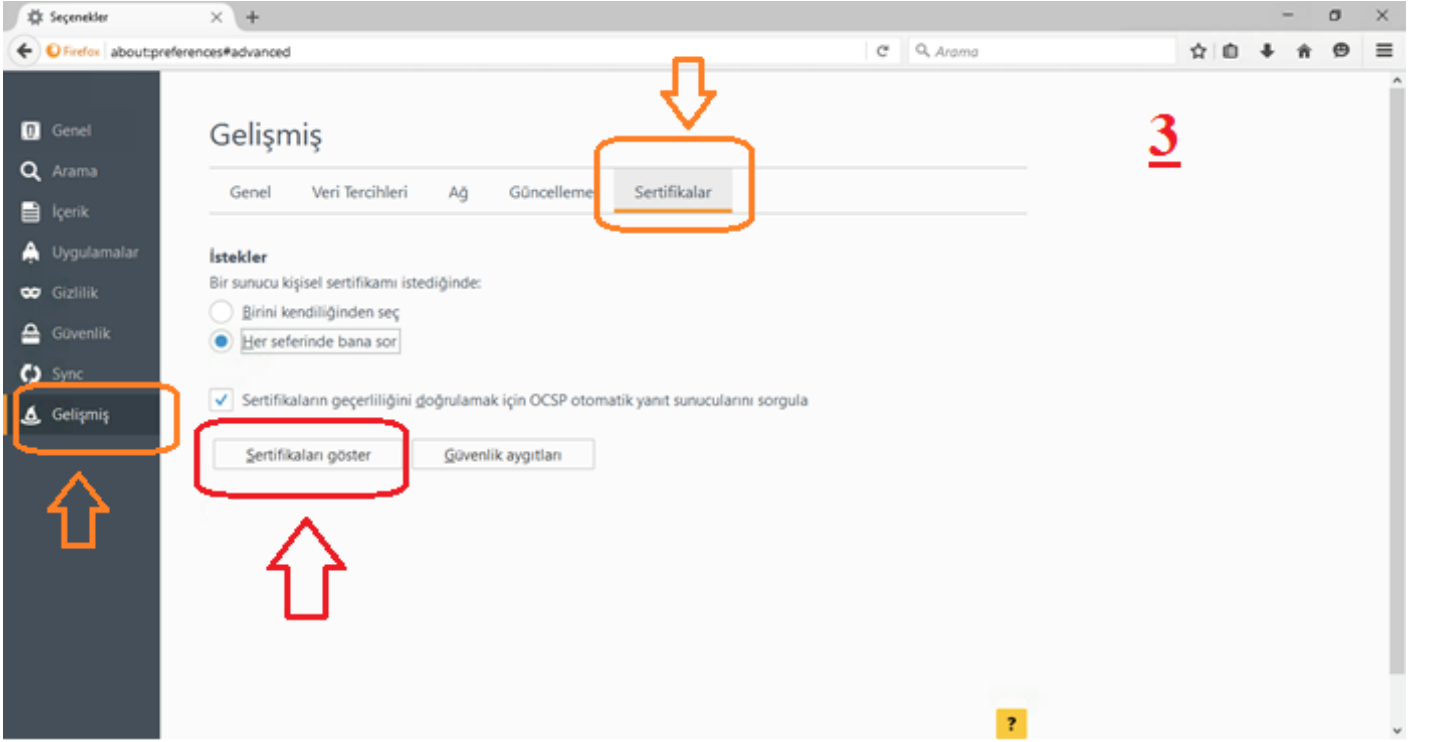 Seçenekler
Firefox about:preferences#advanced
Arama
3
Genel
Arama
İçerik
Uygulamalar
Gizlilik
Güvenlik
Sync
Gelişmiş
Gelişmiş
Genel Veri Tercihleri Ağ Güncelleme Sertifikalar
İstekler
Bir sunucu kişisel sertifikamı istediğinde:
Birini kendiliğinden seç
Her seferinde bana sor
Sertifikaların geçerliliğini doğrulamak için OCSP otomatik yanıt sunucularını sorgula
Sertifikaları göster Güvenlik aygıtları
?